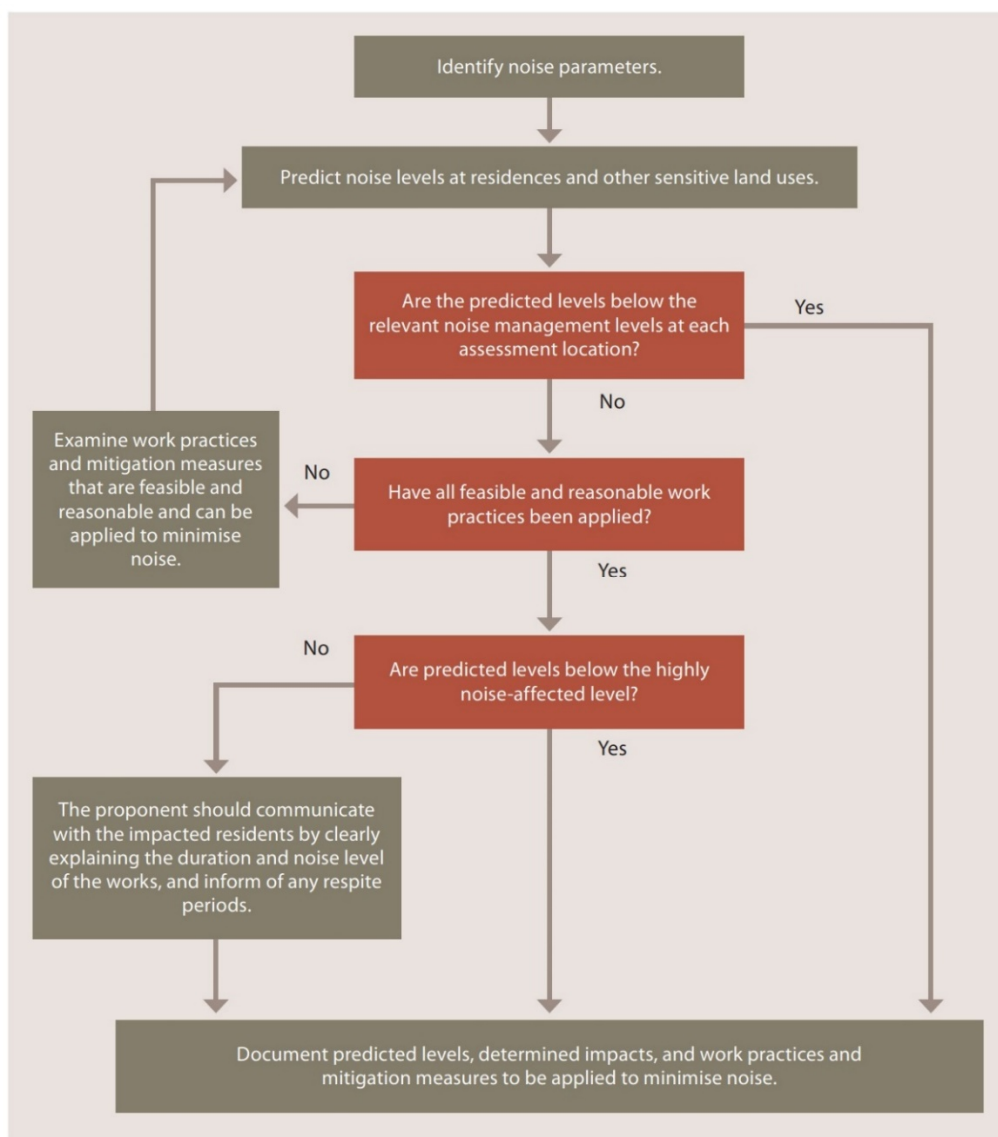 Identify noise parameters.
Predict noise levels at residences and other sensitive land uses.
Are the predicted levels below the
relevant noise management levels at each
assessment location?
Yes
No
Examine work practices
and mitigation measures
that are feasible and
reasonable and can be
applied to minimise
noise.
No
Have all feasible and reasonable work
practices been applied?
Yes
No
Are predicted levels below the highly
noise-affected level?
Yes
The proponent should communicate
with the impacted residents by clearly
explaining the duration and noise level
of the works, and inform of any respite
periods.
Document predicted levels, determined impacts, and work practices and
mitigation measures to be applied to minimise noise.